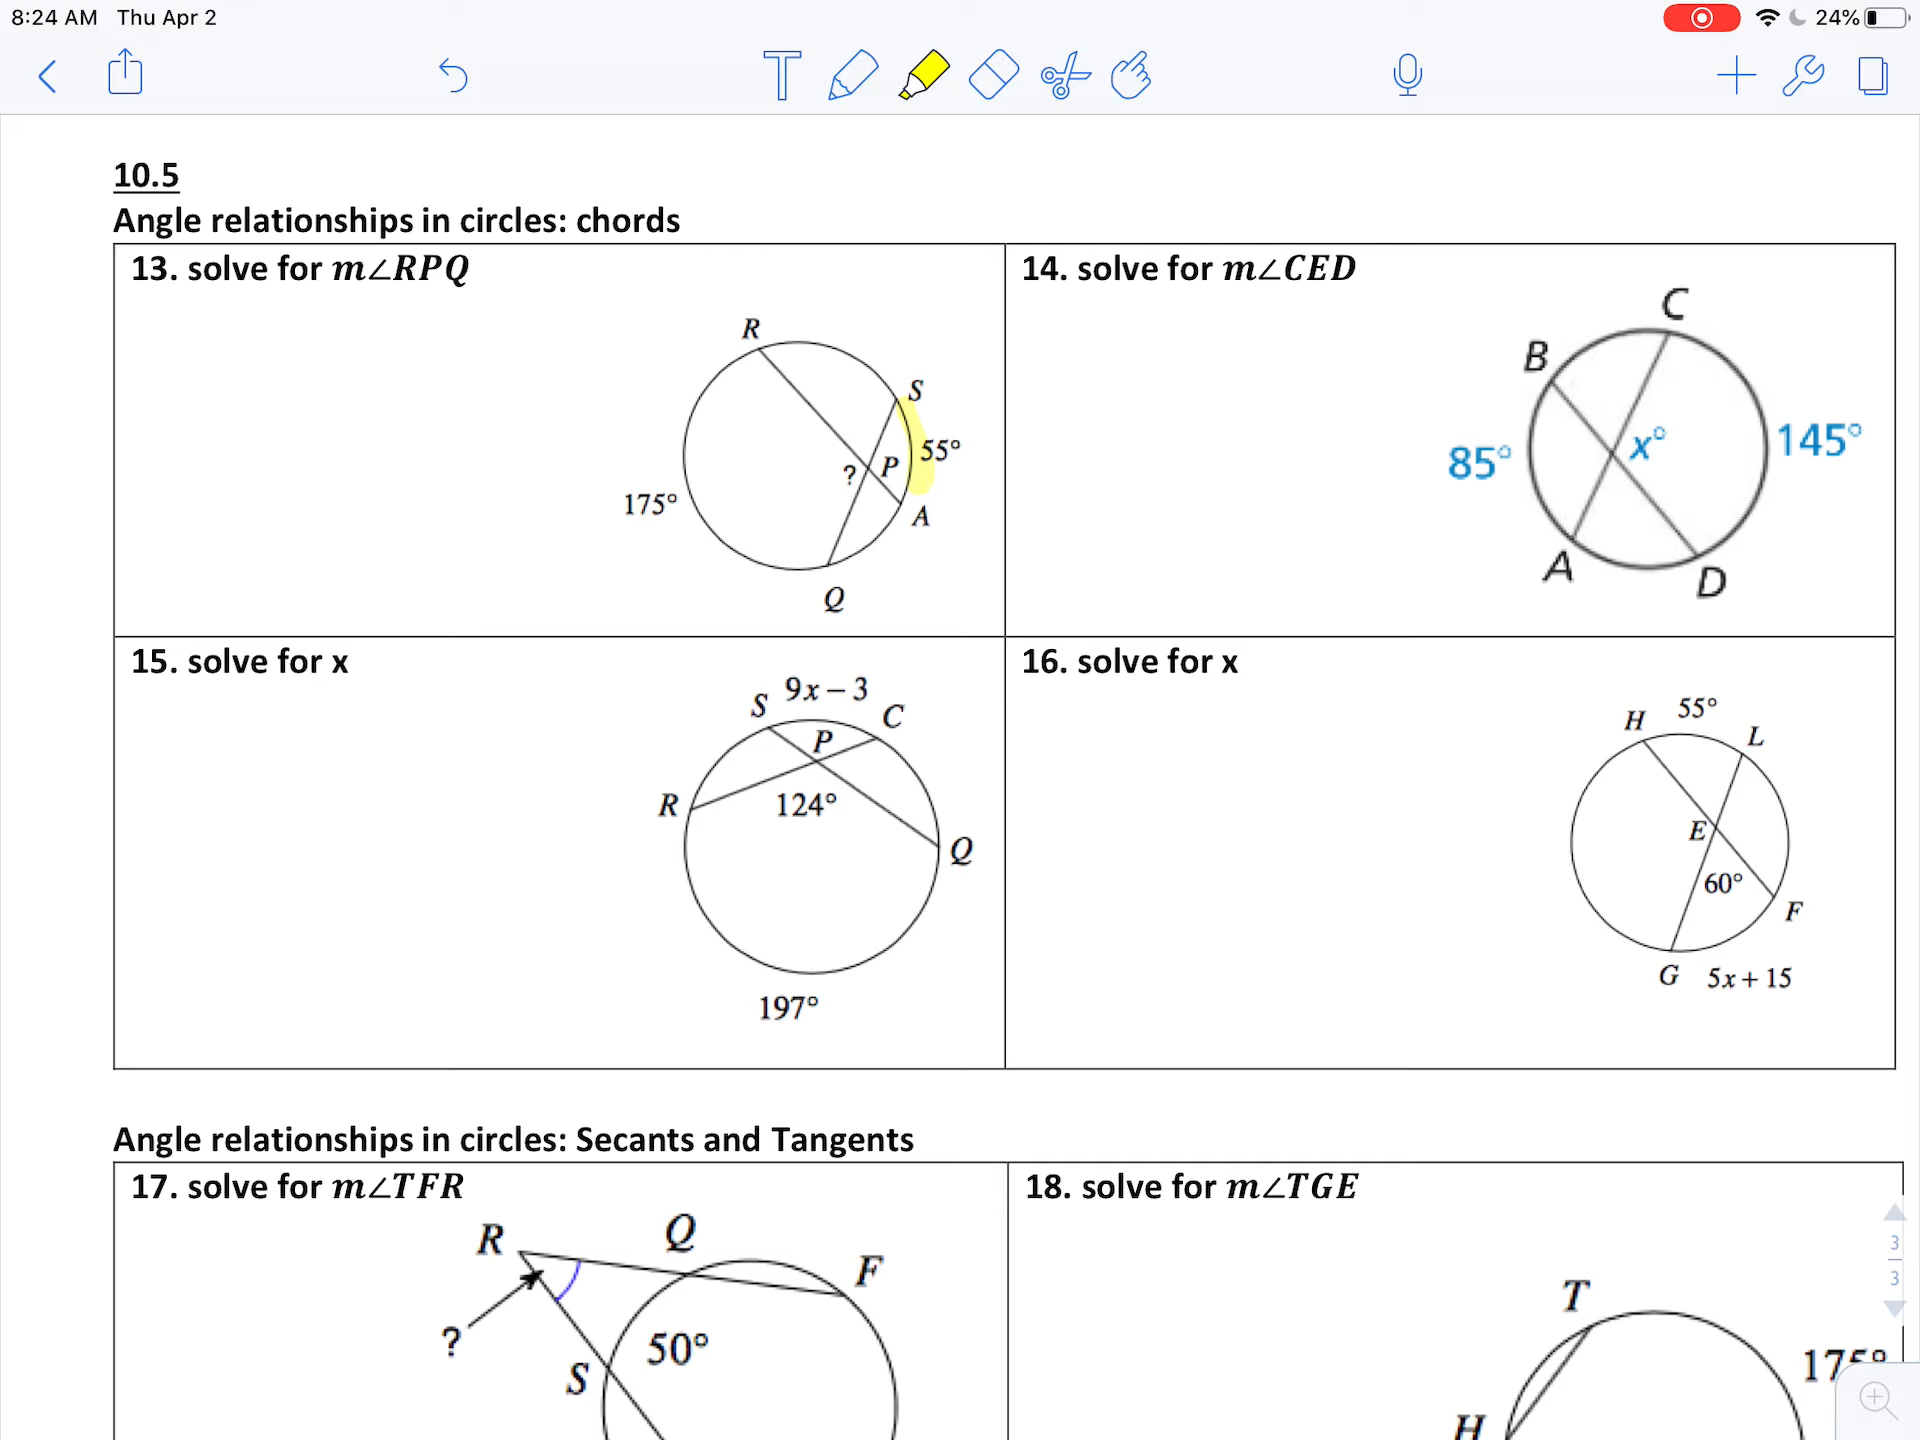 8:24 AM Thu Apr 2
24%
T
10.5
Angle relationships in circles: chords
13. solve for m∠RPQ
R
S
55°
?
P
175°
A
Q
14. solve for m∠CED
C
B
x°
145°
85°
A
D
15. solve for x
9x – 3
S
C
P
R
124°
Q
197°
16. solve for x
55°
H
L
E
60°
F
G
5x + 15
Angle relationships in circles: Secants and Tangents
17. solve for m∠TFR
R
Q
F
?
50°
S
18. solve for m∠TGE
T
175°
H
3
3